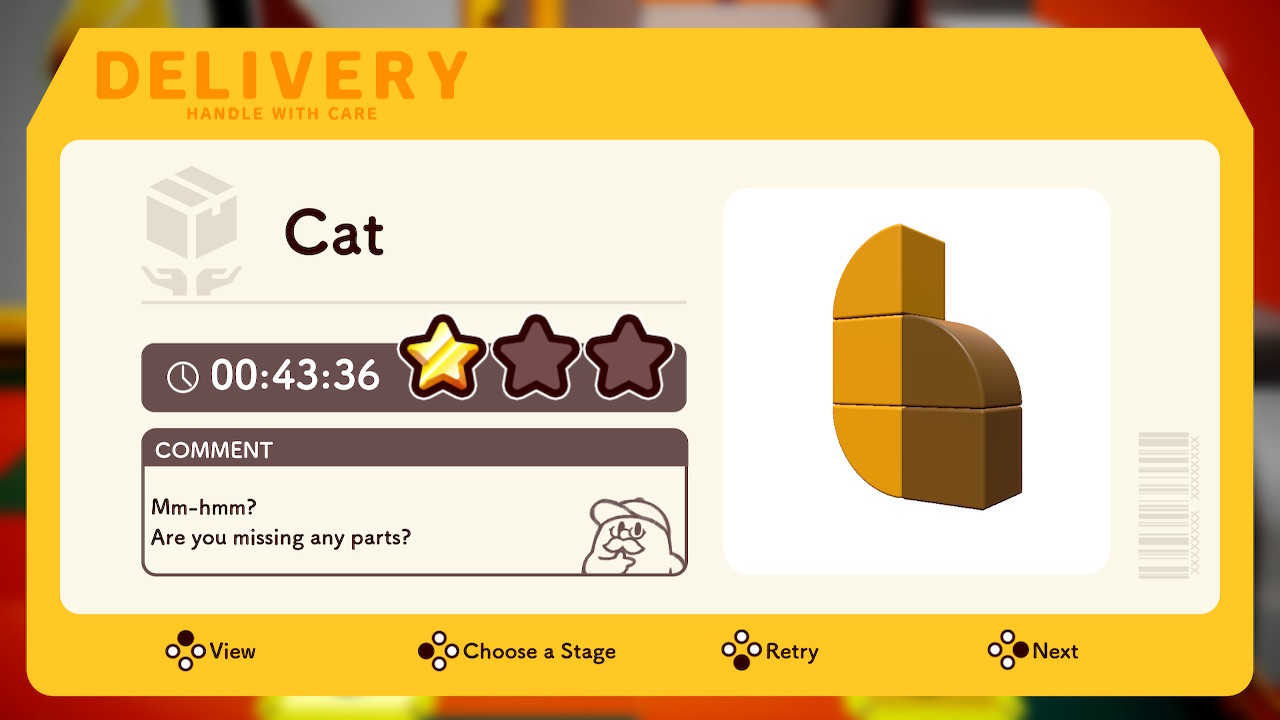 DELIVERY
HANDLE WITH CARE
Cat
00:43:36
COMMENT
Mm-hmm?
Are you missing any parts?
View
Choose a Stage
Retry
Next